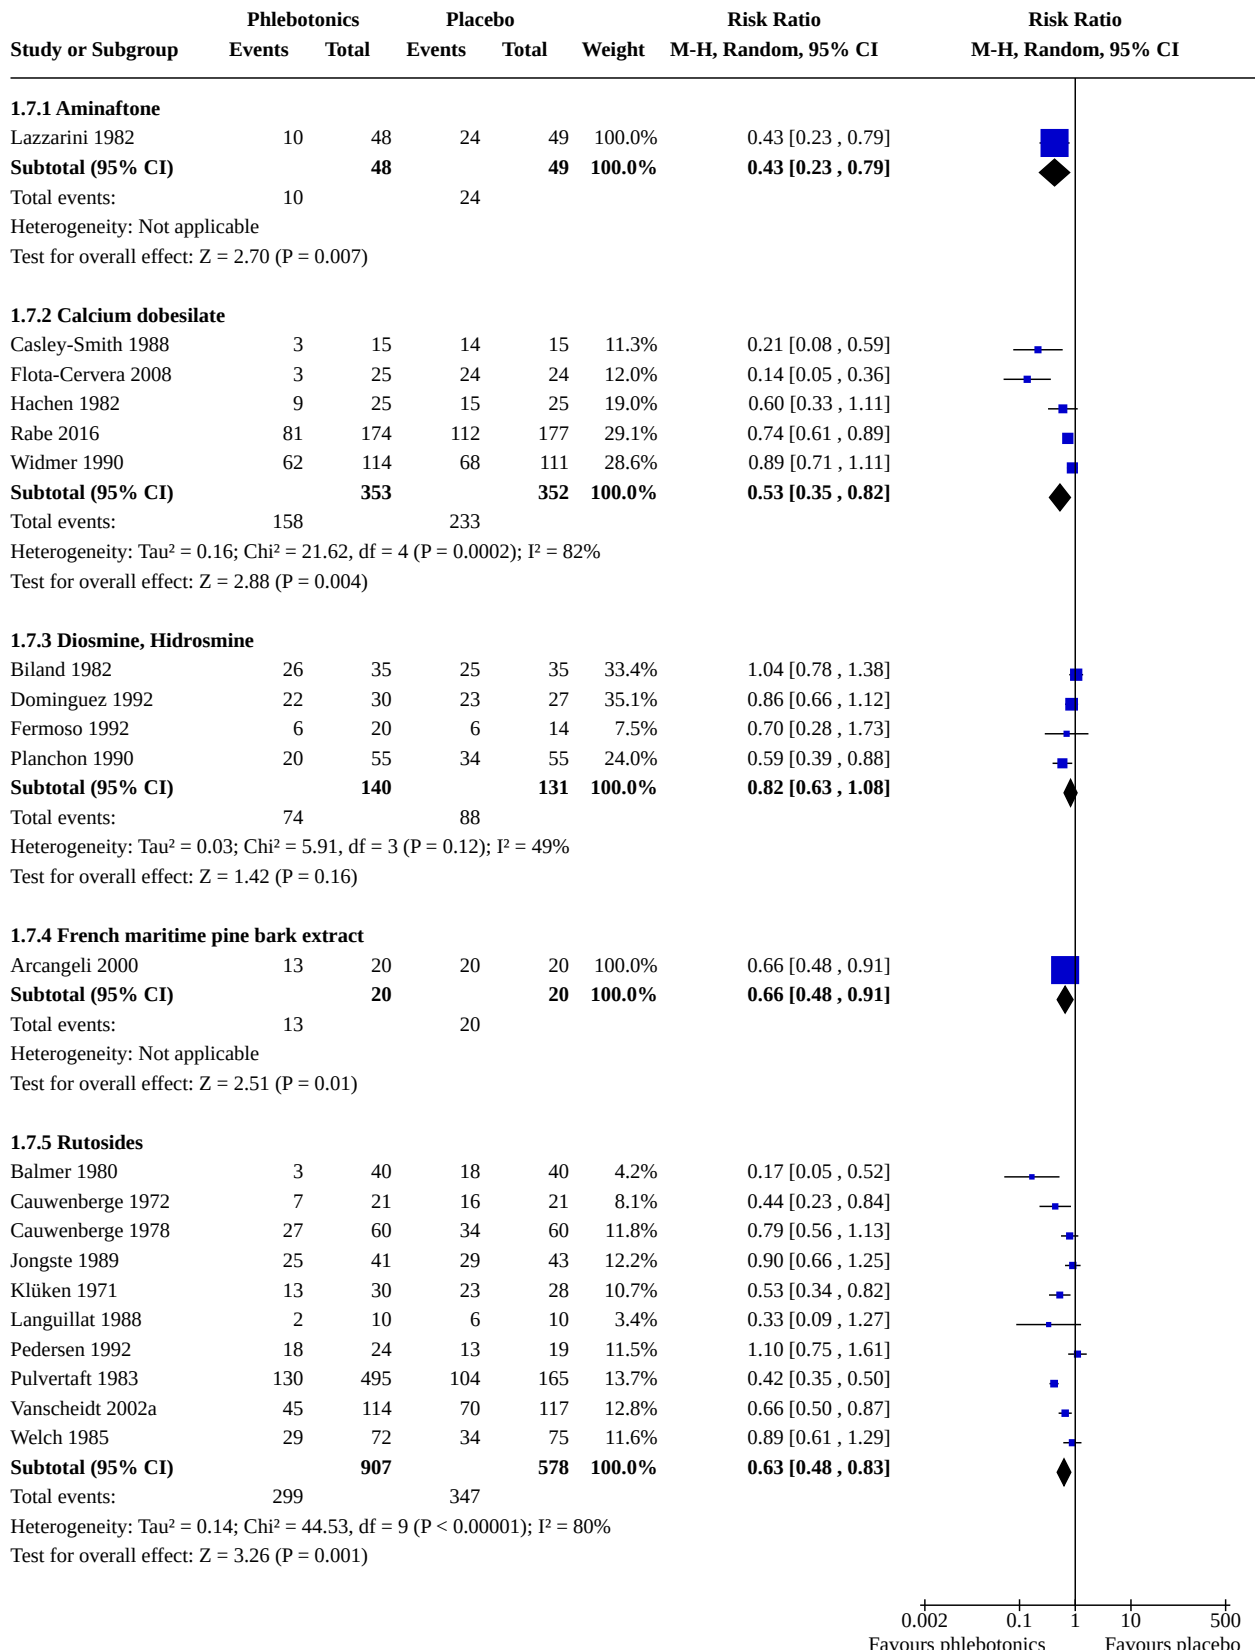 Phlebotonics Placebo Risk Ratio Risk Ratio
Study or Subgroup Events Total Events Total Weight M-H, Random, 95% CI M-H, Random, 95% CI
1.7.1 Aminaftone
Lazzarini 1982 10 48 24 49 100.0% 0.43 [0.23 , 0.79]
Subtotal (95% CI) 48 49 100.0% 0.43 [0.23 , 0.79]
Total events: 10 24
Heterogeneity: Not applicable
Test for overall effect: Z = 2.70 (P = 0.007)
1.7.2 Calcium dobesilate
Casley-Smith 1988 3 15 14 15 11.3% 0.21 [0.08 , 0.59]
Flota-Cervera 2008 3 25 24 24 12.0% 0.14 [0.05 , 0.36]
Hachen 1982 9 25 15 25 19.0% 0.60 [0.33 , 1.11]
Rabe 2016 81 174 112 177 29.1% 0.74 [0.61 , 0.89]
Widmer 1990 62 114 68 111 28.6% 0.89 [0.71 , 1.11]
Subtotal (95% CI) 353 352 100.0% 0.53 [0.35 , 0.82]
Total events: 158 233
Heterogeneity: Tau² = 0.16; Chi² = 21.62, df = 4 (P = 0.0002); I² = 82%
Test for overall effect: Z = 2.88 (P = 0.004)
1.7.3 Diosmine, Hidrosmine
Biland 1982 26 35 25 35 33.4% 1.04 [0.78 , 1.38]
Dominguez 1992 22 30 23 27 35.1% 0.86 [0.66 , 1.12]
Fermoso 1992 6 20 6 14 7.5% 0.70 [0.28 , 1.73]
Planchon 1990 20 55 34 55 24.0% 0.59 [0.39 , 0.88]
Subtotal (95% CI) 140 131 100.0% 0.82 [0.63 , 1.08]
Total events: 74 88
Heterogeneity: Tau² = 0.03; Chi² = 5.91, df = 3 (P = 0.12); I² = 49%
Test for overall effect: Z = 1.42 (P = 0.16)
1.7.4 French maritime pine bark extract
Arcangeli 2000 13 20 20 20 100.0% 0.66 [0.48 , 0.91]
Subtotal (95% CI) 20 20 100.0% 0.66 [0.48 , 0.91]
Total events: 13 20
Heterogeneity: Not applicable
Test for overall effect: Z = 2.51 (P = 0.01)
1.7.5 Rutosides
Balmer 1980 3 40 18 40 4.2% 0.17 [0.05 , 0.52]
Cauwenberge 1972 7 21 16 21 8.1% 0.44 [0.23 , 0.84]
Cauwenberge 1978 27 60 34 60 11.8% 0.79 [0.56 , 1.13]
Jongste 1989 25 41 29 43 12.2% 0.90 [0.66 , 1.25]
Klüken 1971 13 30 23 28 10.7% 0.53 [0.34 , 0.82]
Languillat 1988 2 10 6 10 3.4% 0.33 [0.09 , 1.27]
Pedersen 1992 18 24 13 19 11.5% 1.10 [0.75 , 1.61]
Pulvertaft 1983 130 495 104 165 13.7% 0.42 [0.35 , 0.50]
Vanscheidt 2002a 45 114 70 117 12.8% 0.66 [0.50 , 0.87]
Welch 1985 29 72 34 75 11.6% 0.89 [0.61 , 1.29]
Subtotal (95% CI) 907 578 100.0% 0.63 [0.48 , 0.83]
Total events: 299 347
Heterogeneity: Tau² = 0.14; Chi² = 44.53, df = 9 (P < 0.00001); I² = 80%
Test for overall effect: Z = 3.26 (P = 0.001)
0.002 0.1 1 10 500
Favours phlebotonics Favours placebo